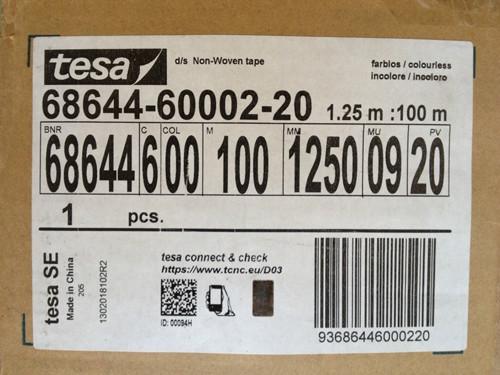 tesa
d/s Non-Woven tape
farblos / colourless
incolore / incoloro
68644-60002-20 1.25 m :100 m
BNR C COL M MM MU PV
68644 6 00 100 1250 09 20
1 pcs.
tesa SE
Made in China
205
1302018102R2
tesa connect & check
https://www.tcnc.eu/D03
ID: 00094H
93686446000220